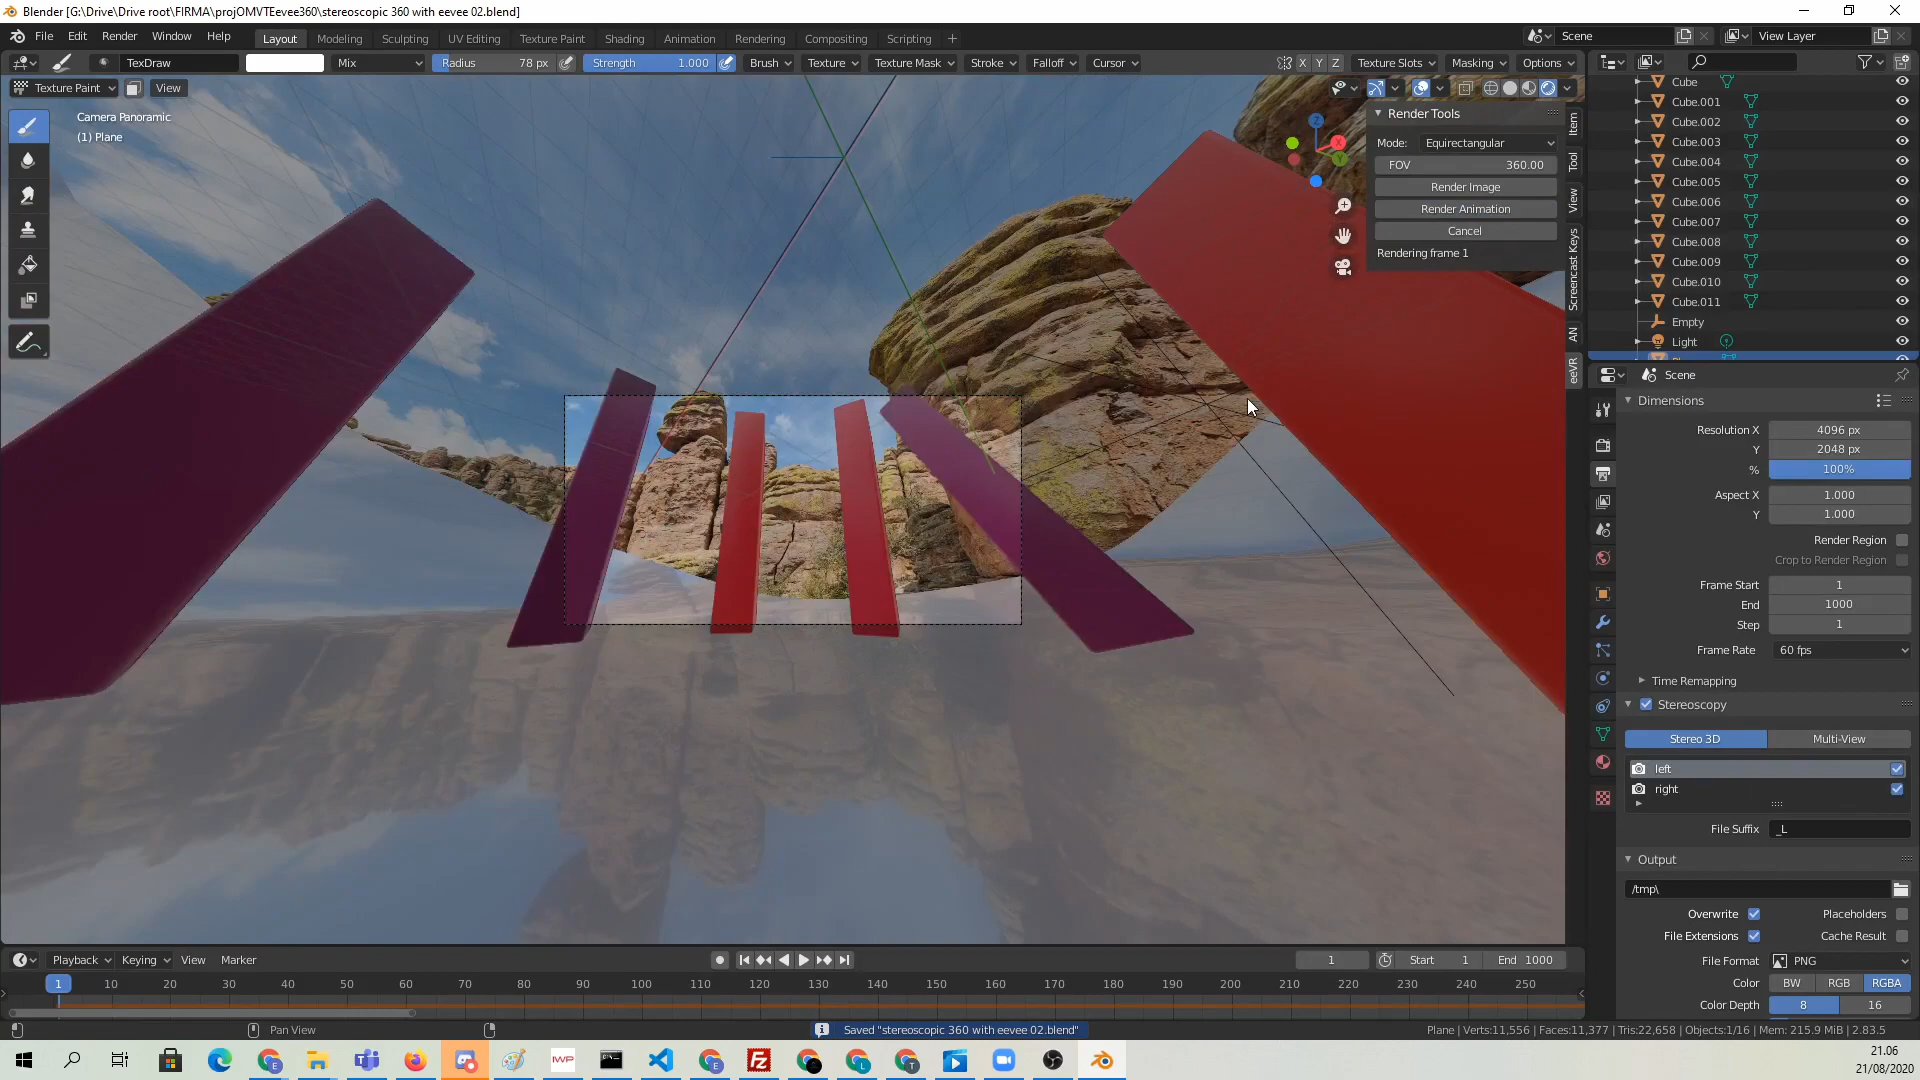 Blender [G:\Drive\Drive root\FIRMA\projOMVTEevee360\stereoscopic 360 with eevee 02.blend]
File Edit Render Window Help Layout Modeling Sculpting UV Editing Texture Paint Shading Animation Rendering Compositing Scripting + Scene View Layer
TexDraw Mix Radius 78 px Strength 1.000 Brush Texture Texture Mask Stroke Falloff Cursor X Y Z Texture Slots Masking Options
Texture Paint View
Camera Panoramic
(1) Plane
Render Tools
Mode: Equirectangular
FOV 360.00
Render Image
Render Animation
Cancel
Rendering frame 1
Z
X
Y
Item
Tool
View
Screencast Keys
AN
eeVR
Cube
Cube.001
Cube.002
Cube.003
Cube.004
Cube.005
Cube.006
Cube.007
Cube.008
Cube.009
Cube.010
Cube.011
Empty
Light
Scene
Dimensions
Resolution X 4096 px
Y 2048 px
% 100%
Aspect X 1.000
Y 1.000
Render Region
Crop to Render Region
Frame Start 1
End 1000
Step 1
Frame Rate 60 fps
Time Remapping
Stereoscopy
Stereo 3D Multi-View
left
right
File Suffix _L
Output
/tmp\
Overwrite Placeholders
File Extensions Cache Result
File Format PNG
Color BW RGB RGBA
Color Depth 8 16
Playback Keying View Marker 1 Start 1 End 1000
1 10 20 30 40 50 60 70 80 90 100 110 120 130 140 150 160 170 180 190 200 210 220 230 240 250
Pan View Saved "stereoscopic 360 with eevee 02.blend" Plane | Verts:11,556 | Faces:11,377 | Tris:22,658 | Objects:1/16 | Mem: 215.9 MiB | 2.83.5
21.06
21/08/2020